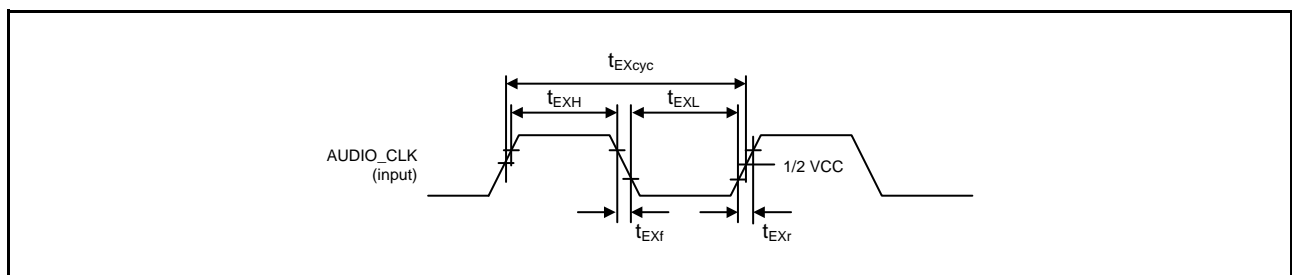 tEXcyc
tEXH
tEXL
AUDIO_CLK
(input)
1/2 VCC
tEXf
tEXr